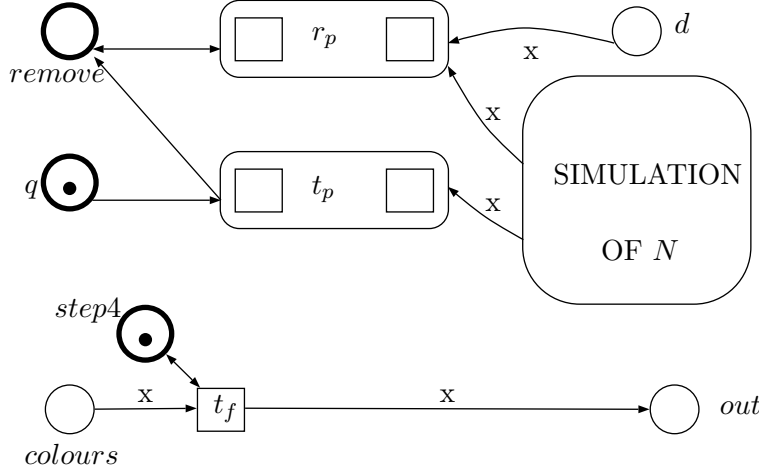 r_p
d
x
remove
x
SIMULATION
q
t_p
x
OF N
step4
x
t_f
x
out
colours